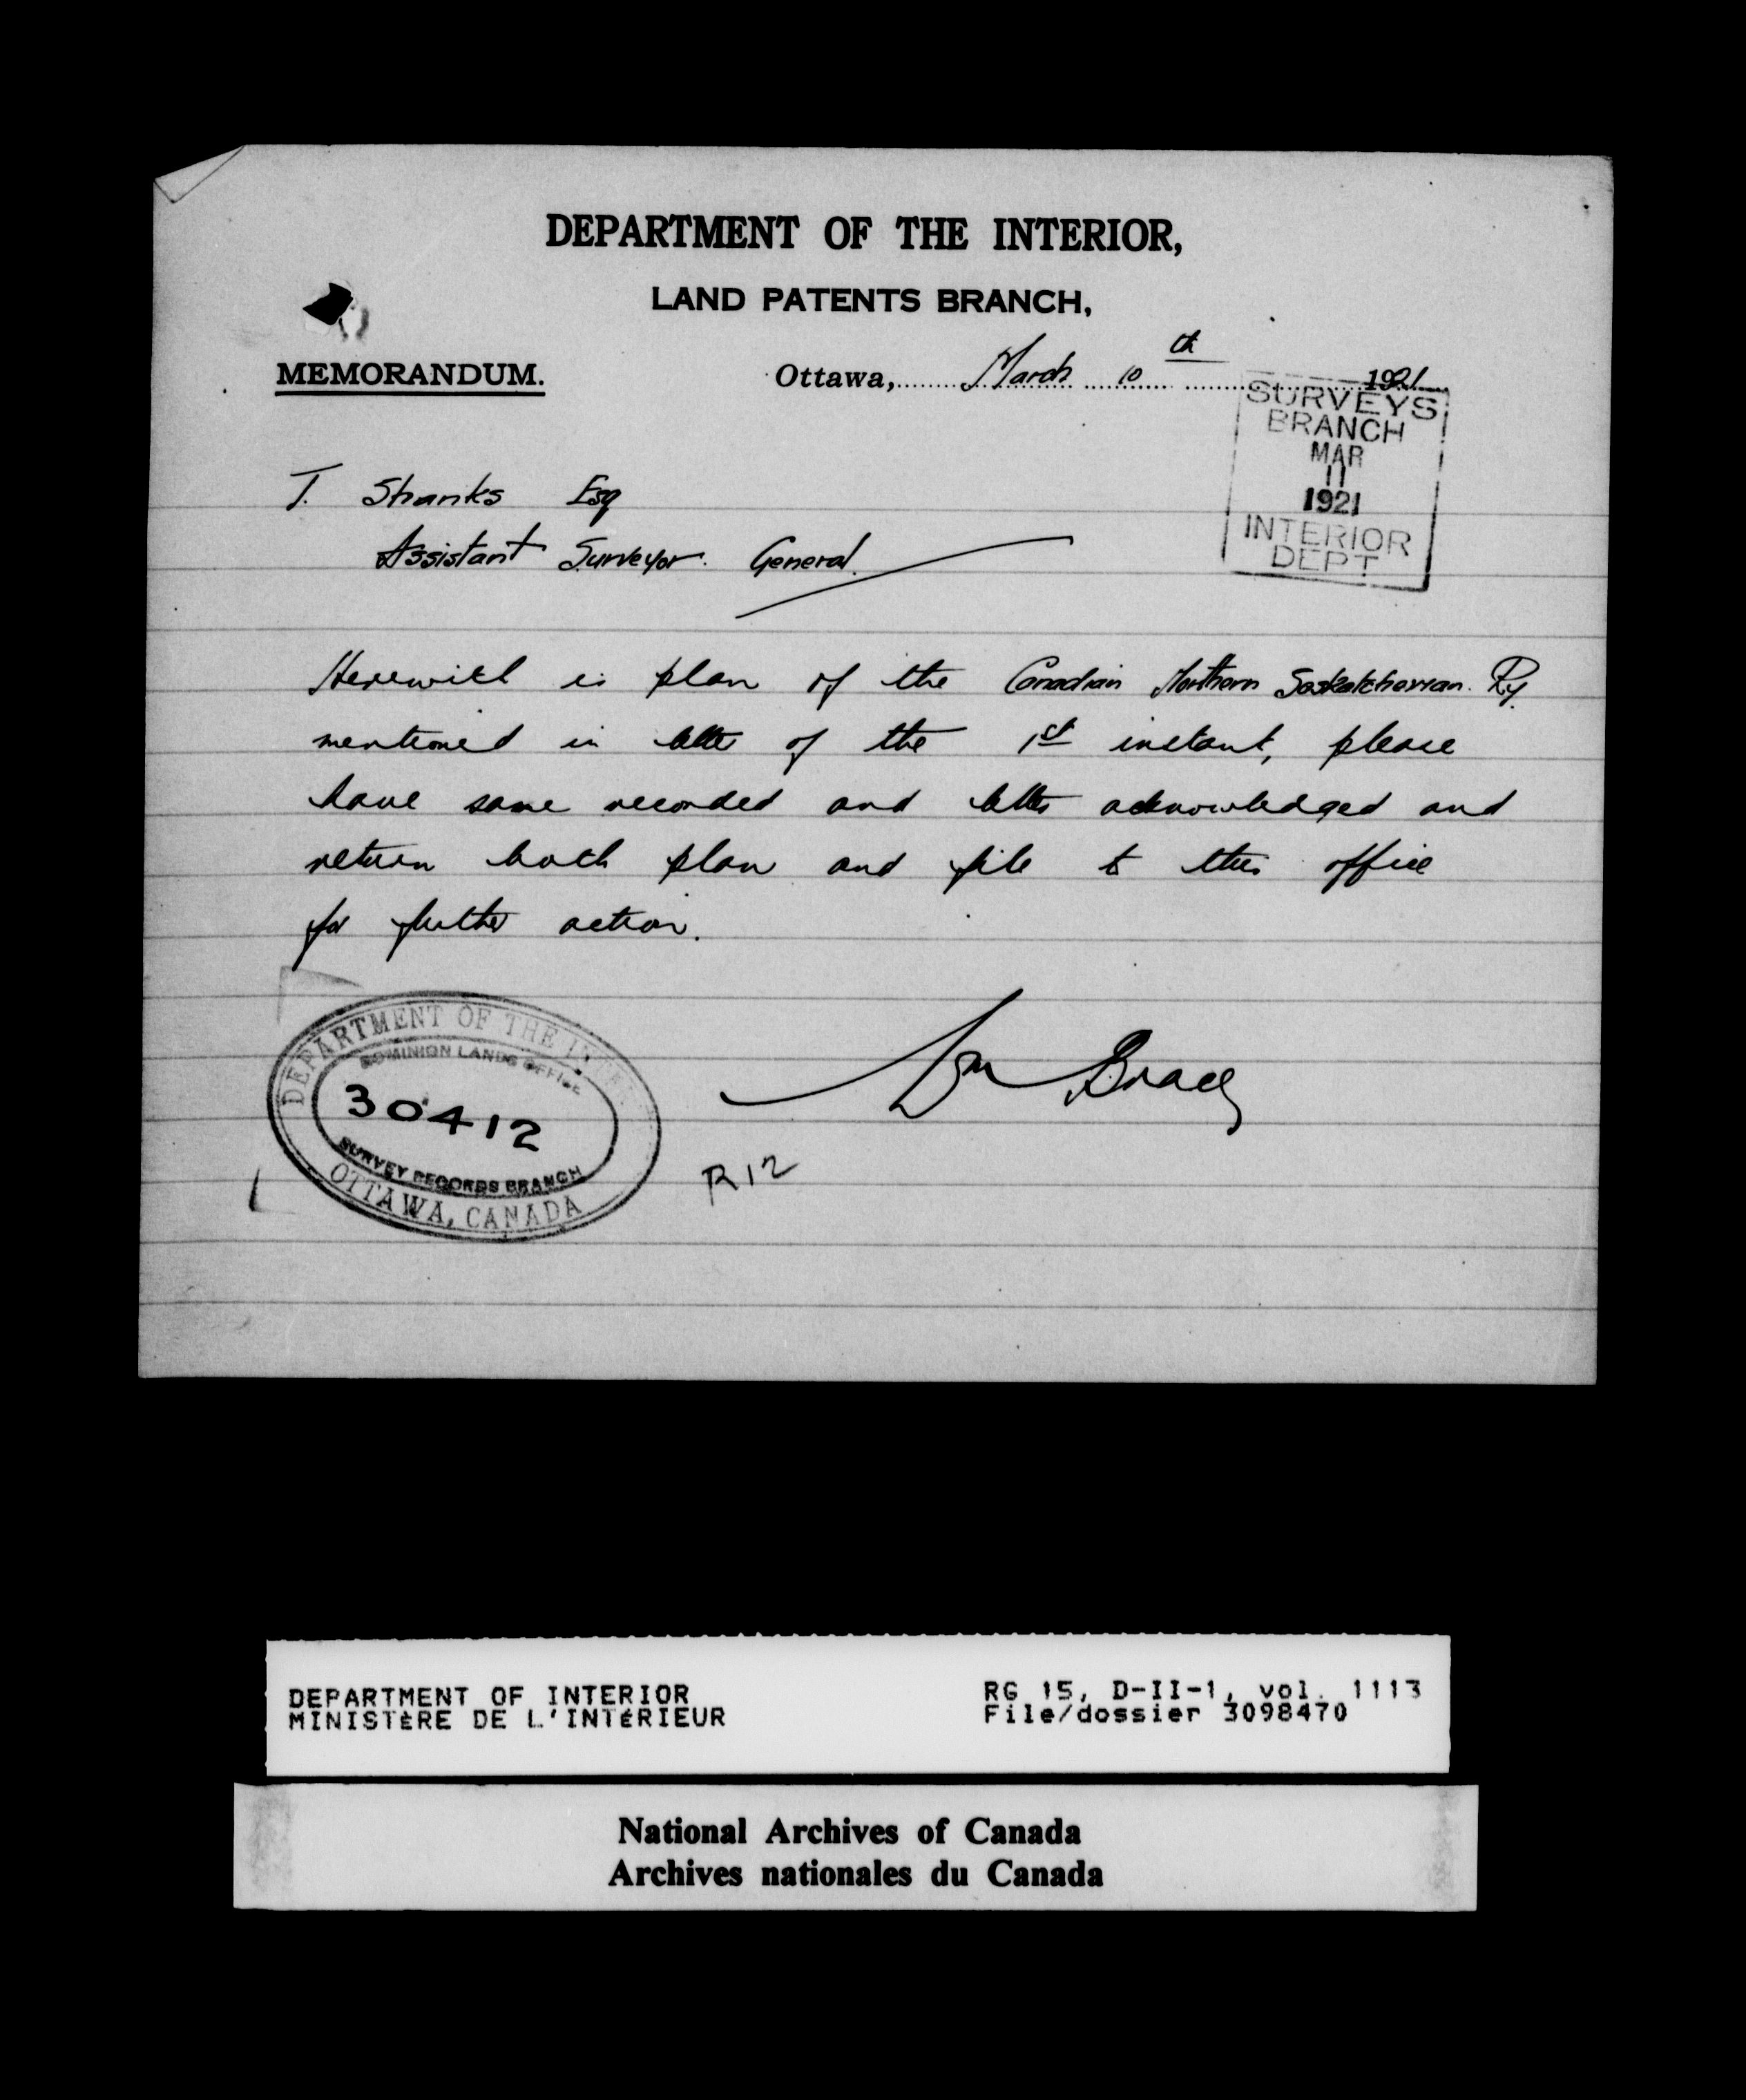 DEPARTMENT OF THE INTERIOR,
LAND PATENTS BRANCH,
MEMORANDUM.
Ottawa, March 10th 1921
SURVEYS
BRANCH
MAR
11
1921
INTERIOR
DEPT
T. Shanks Esq
Assistant Surveyor General.
Herewith is plan of the Canadian Northern Saskatchewan Ry.
mentioned in letter of the 1st instant, please
have same recorded and letter acknowledged and
return both plan and file to this office
for further action.
DEPARTMENT OF THE INTE
DOMINION LANDS OFFICE
30412
SURVEY RECORDS BRANCH
OTTAWA, CANADA
Wm
R12
DEPARTMENT OF INTERIOR
MINISTÈRE DE L'INTÉRIEUR
RG 15, D-II-1, vol. 1113
File/dossier 3098470
National Archives of Canada
Archives nationales du Canada